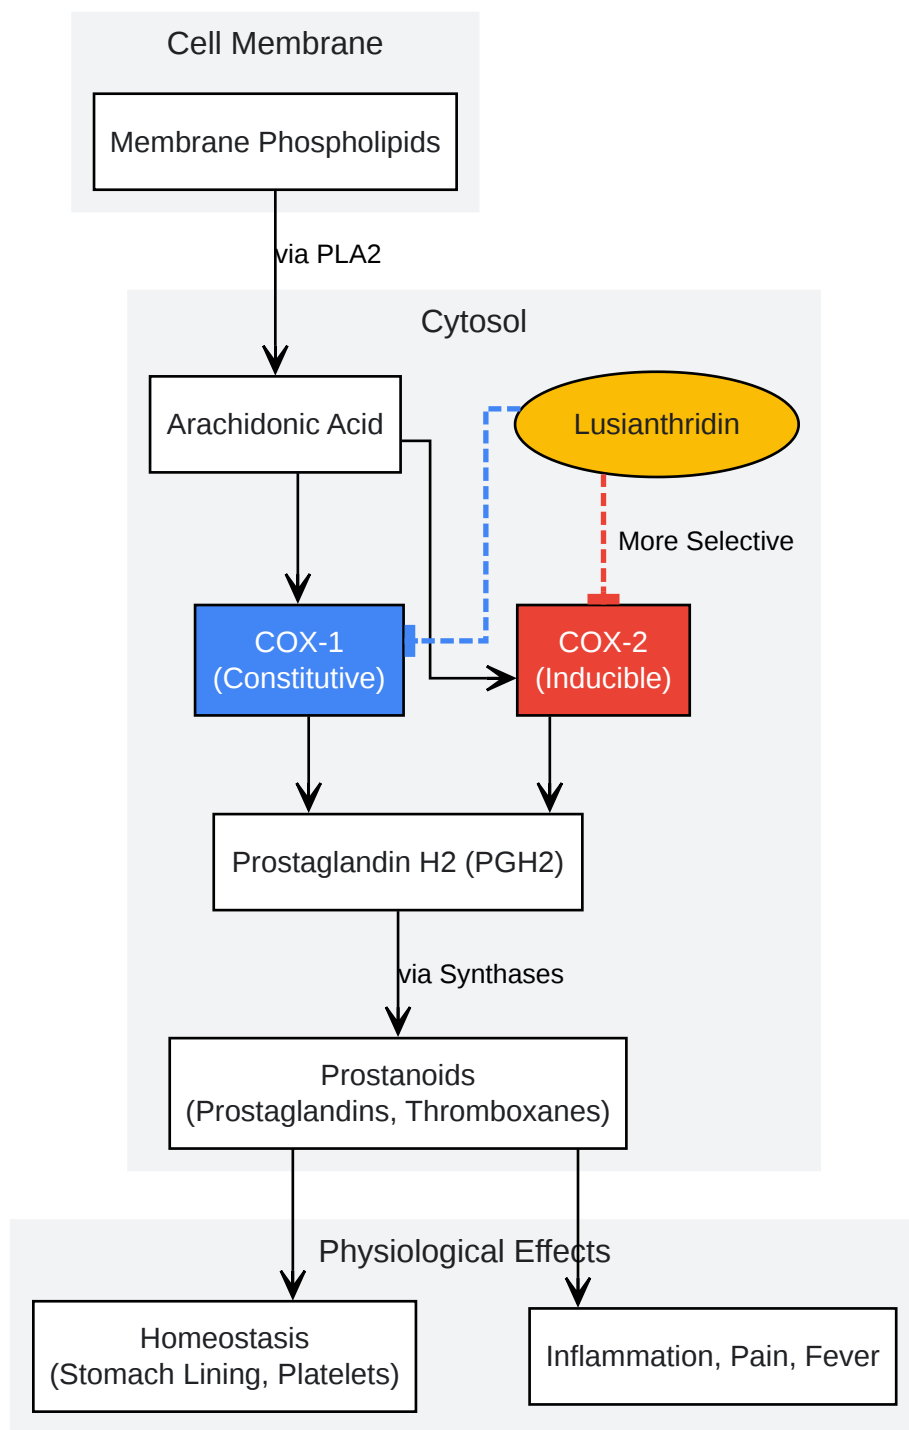 Cell Membrane
Membrane Phospholipids
via PLA2
Cytosol
Arachidonic Acid
Lusianthridin
More Selective
COX-1
(Constitutive)
COX-2
(Inducible)
Prostaglandin H2 (PGH2)
via Synthases
Prostanoids
(Prostaglandins, Thromboxanes)
Physiological Effects
Homeostasis
(Stomach Lining, Platelets)
Inflammation, Pain, Fever